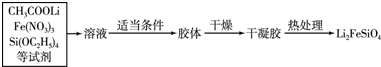 CH₃COOLi
Fe(NO₃)₃
Si(OC₂H₅)₄
等试剂
溶液 适当条件 胶体 干燥 干凝胶 热处理 Li₂FeSiO₄